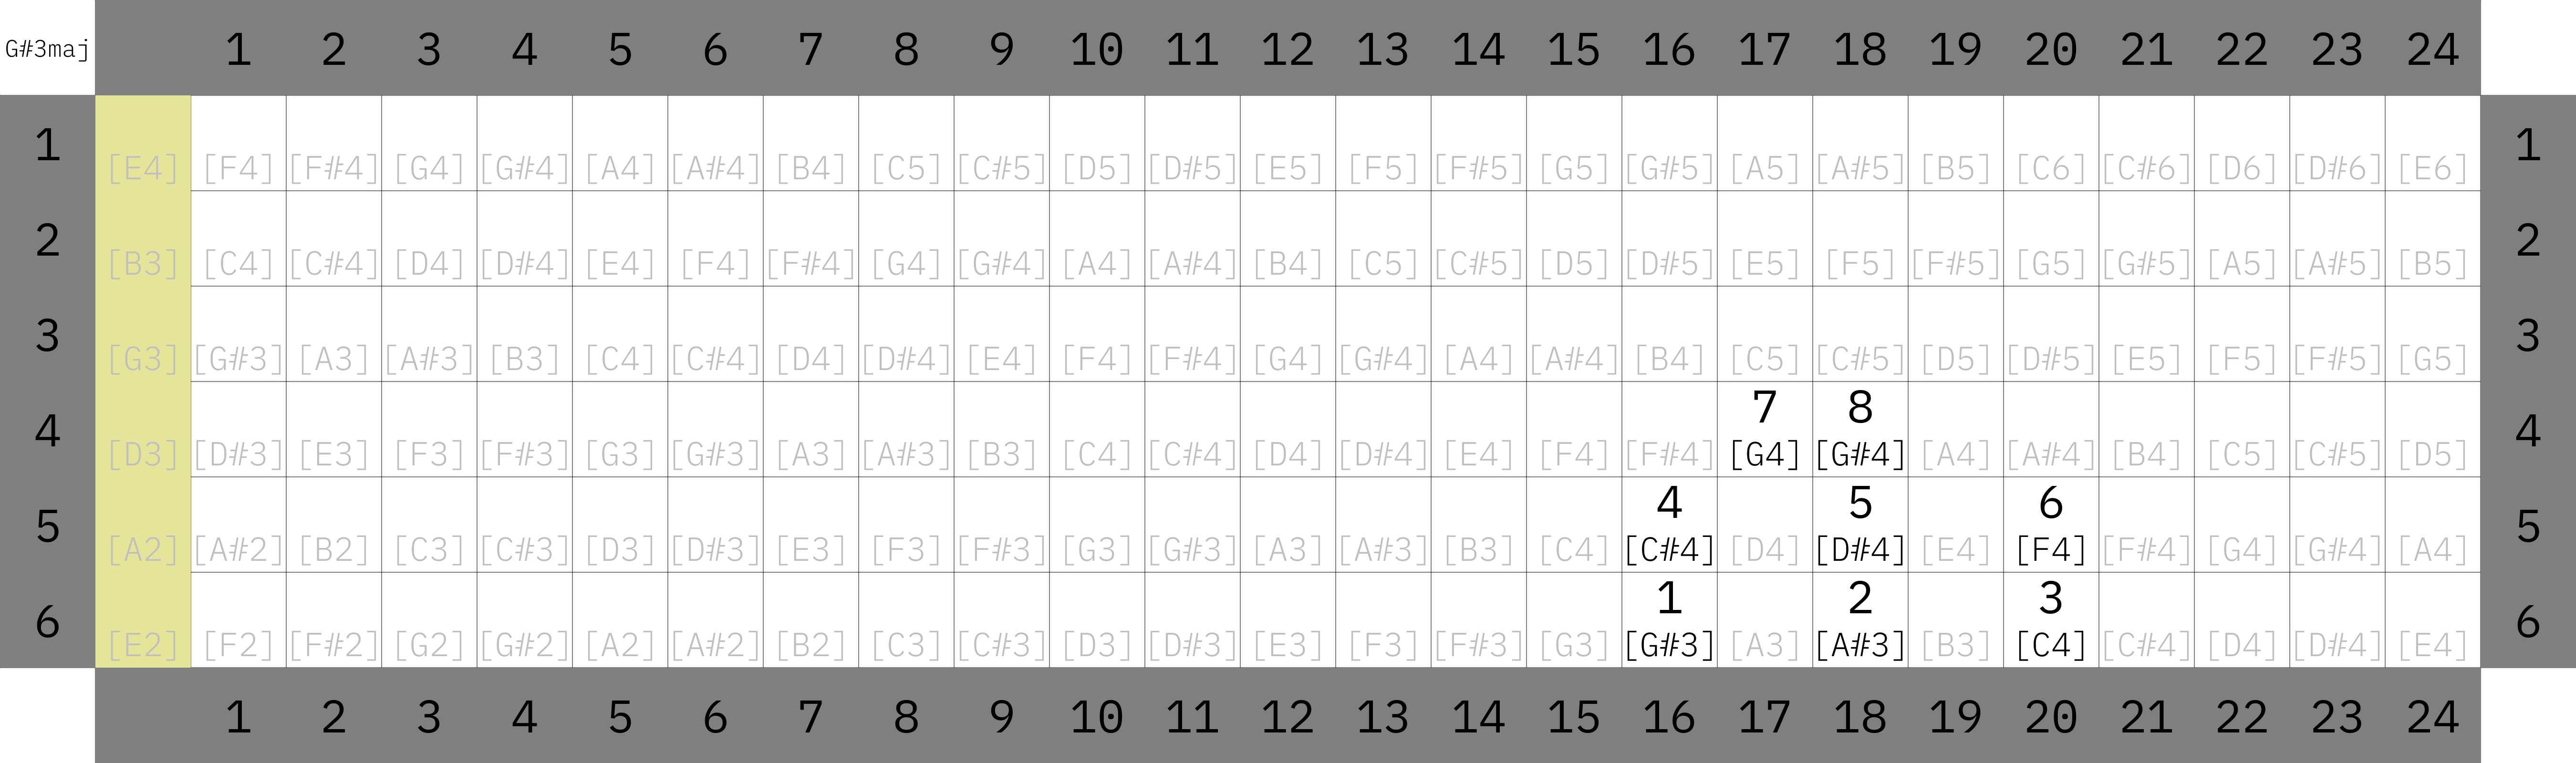 G#3maj 1 2 3 4 5 6 7 8 9 10 11 12 13 14 15 16 17 18 19 20 21 22 23 24
1 [E4] [F4] [F#4] [G4] [G#4] [A4] [A#4] [B4] [C5] [C#5] [D5] [D#5] [E5] [F5] [F#5] [G5] [G#5] [A5] [A#5] [B5] [C6] [C#6] [D6] [D#6] [E6] 1
2 [B3] [C4] [C#4] [D4] [D#4] [E4] [F4] [F#4] [G4] [G#4] [A4] [A#4] [B4] [C5] [C#5] [D5] [D#5] [E5] [F5] [F#5] [G5] [G#5] [A5] [A#5] [B5] 2
3 [G3] [G#3] [A3] [A#3] [B3] [C4] [C#4] [D4] [D#4] [E4] [F4] [F#4] [G4] [G#4] [A4] [A#4] [B4] [C5] [C#5] [D5] [D#5] [E5] [F5] [F#5] [G5] 3
7 8
4 [D3] [D#3] [E3] [F3] [F#3] [G3] [G#3] [A3] [A#3] [B3] [C4] [C#4] [D4] [D#4] [E4] [F4] [F#4] [G4] [G#4] [A4] [A#4] [B4] [C5] [C#5] [D5] 4
4 5 6
5 [A2] [A#2] [B2] [C3] [C#3] [D3] [D#3] [E3] [F3] [F#3] [G3] [G#3] [A3] [A#3] [B3] [C4] [C#4] [D4] [D#4] [E4] [F4] [F#4] [G4] [G#4] [A4] 5
1 2 3
6 [E2] [F2] [F#2] [G2] [G#2] [A2] [A#2] [B2] [C3] [C#3] [D3] [D#3] [E3] [F3] [F#3] [G3] [G#3] [A3] [A#3] [B3] [C4] [C#4] [D4] [D#4] [E4] 6
1 2 3 4 5 6 7 8 9 10 11 12 13 14 15 16 17 18 19 20 21 22 23 24